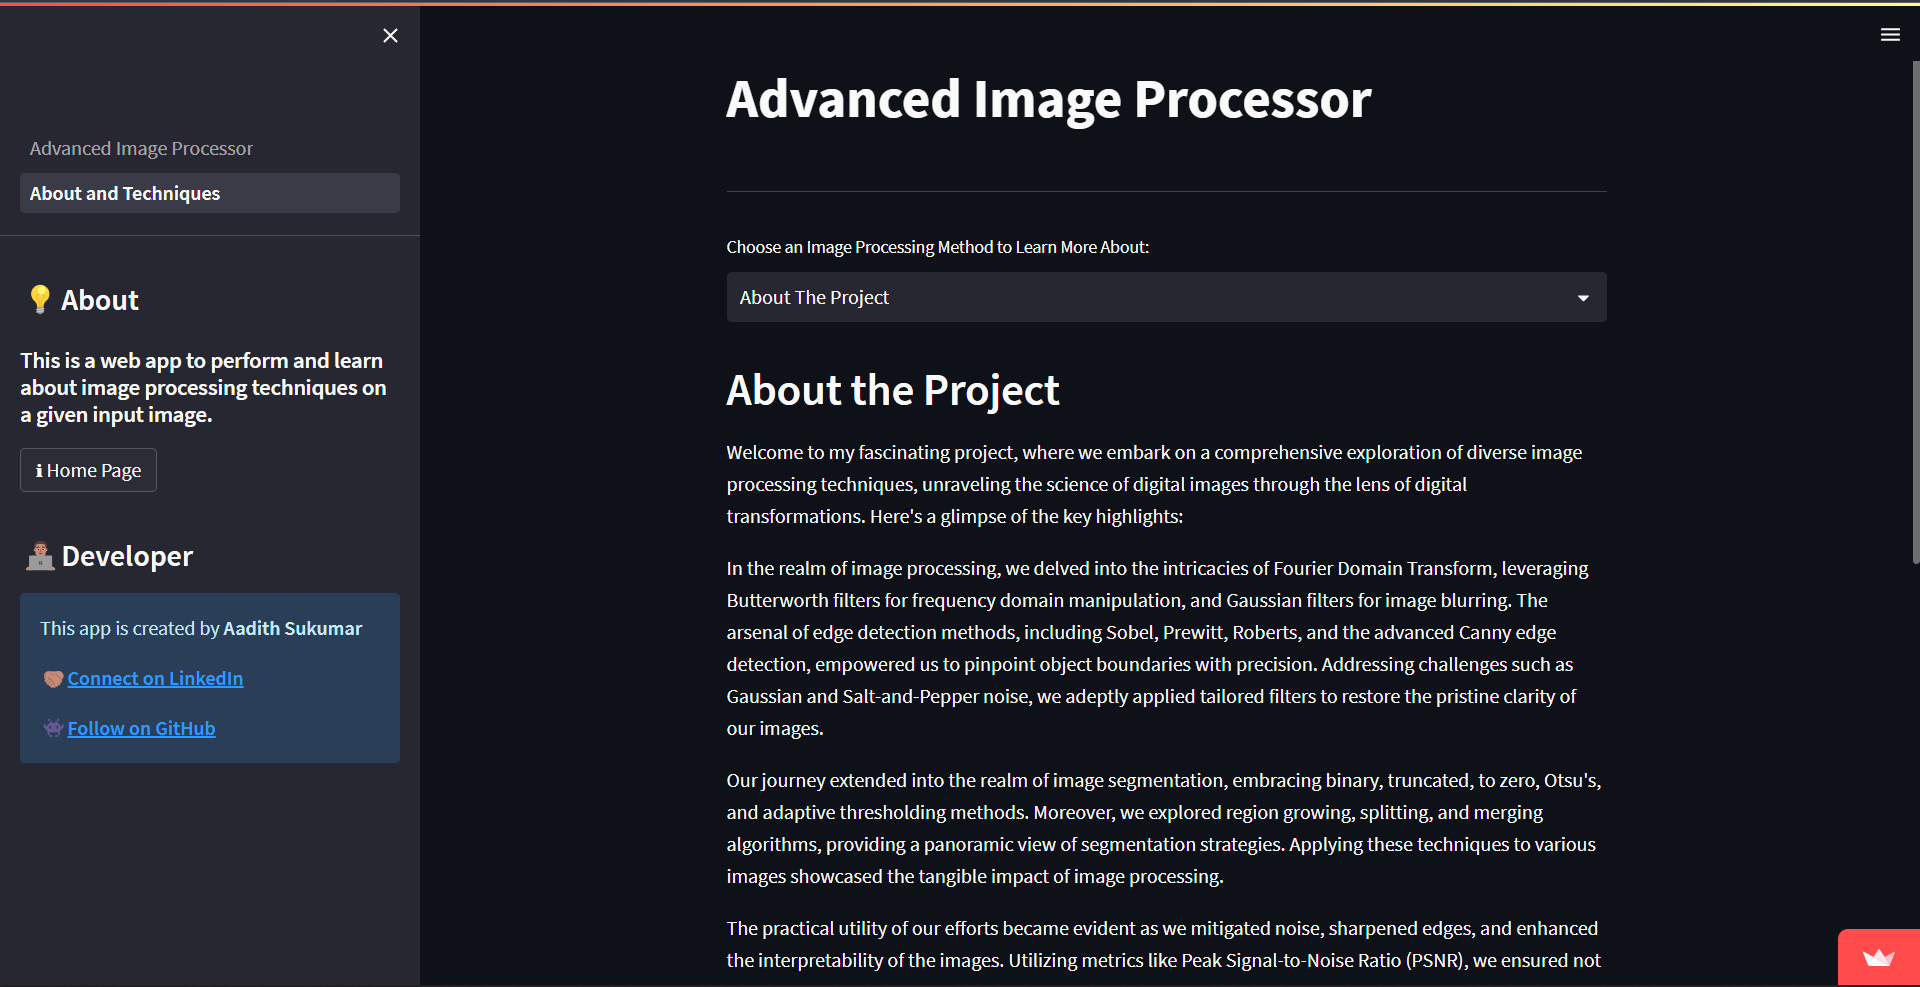 Advanced Image Processor
About and Techniques
💡 About
This is a web app to perform and learn
about image processing techniques on
a given input image.
ℹ Home Page
👨🏽‍💻 Developer
This app is created by Aadith Sukumar
🤝🏽 Connect on LinkedIn
👾 Follow on GitHub
Advanced Image Processor
Choose an Image Processing Method to Learn More About:
About The Project
About the Project
Welcome to my fascinating project, where we embark on a comprehensive exploration of diverse image
processing techniques, unraveling the science of digital images through the lens of digital
transformations. Here's a glimpse of the key highlights:
In the realm of image processing, we delved into the intricacies of Fourier Domain Transform, leveraging
Butterworth filters for frequency domain manipulation, and Gaussian filters for image blurring. The
arsenal of edge detection methods, including Sobel, Prewitt, Roberts, and the advanced Canny edge
detection, empowered us to pinpoint object boundaries with precision. Addressing challenges such as
Gaussian and Salt-and-Pepper noise, we adeptly applied tailored filters to restore the pristine clarity of
our images.
Our journey extended into the realm of image segmentation, embracing binary, truncated, to zero, Otsu's,
and adaptive thresholding methods. Moreover, we explored region growing, splitting, and merging
algorithms, providing a panoramic view of segmentation strategies. Applying these techniques to various
images showcased the tangible impact of image processing.
The practical utility of our efforts became evident as we mitigated noise, sharpened edges, and enhanced
the interpretability of the images. Utilizing metrics like Peak Signal-to-Noise Ratio (PSNR), we ensured not